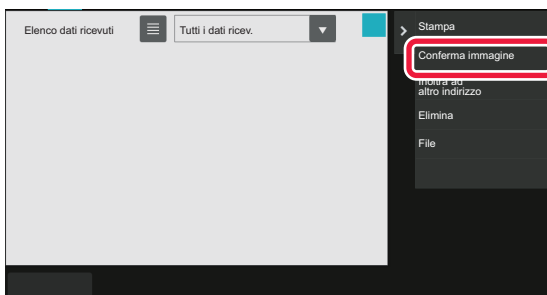 Elenco dati ricevuti
Tutti i dati ricev.
Stampa
Conferma immagine
Inoltra ad
altro indirizzo
Elimina
File